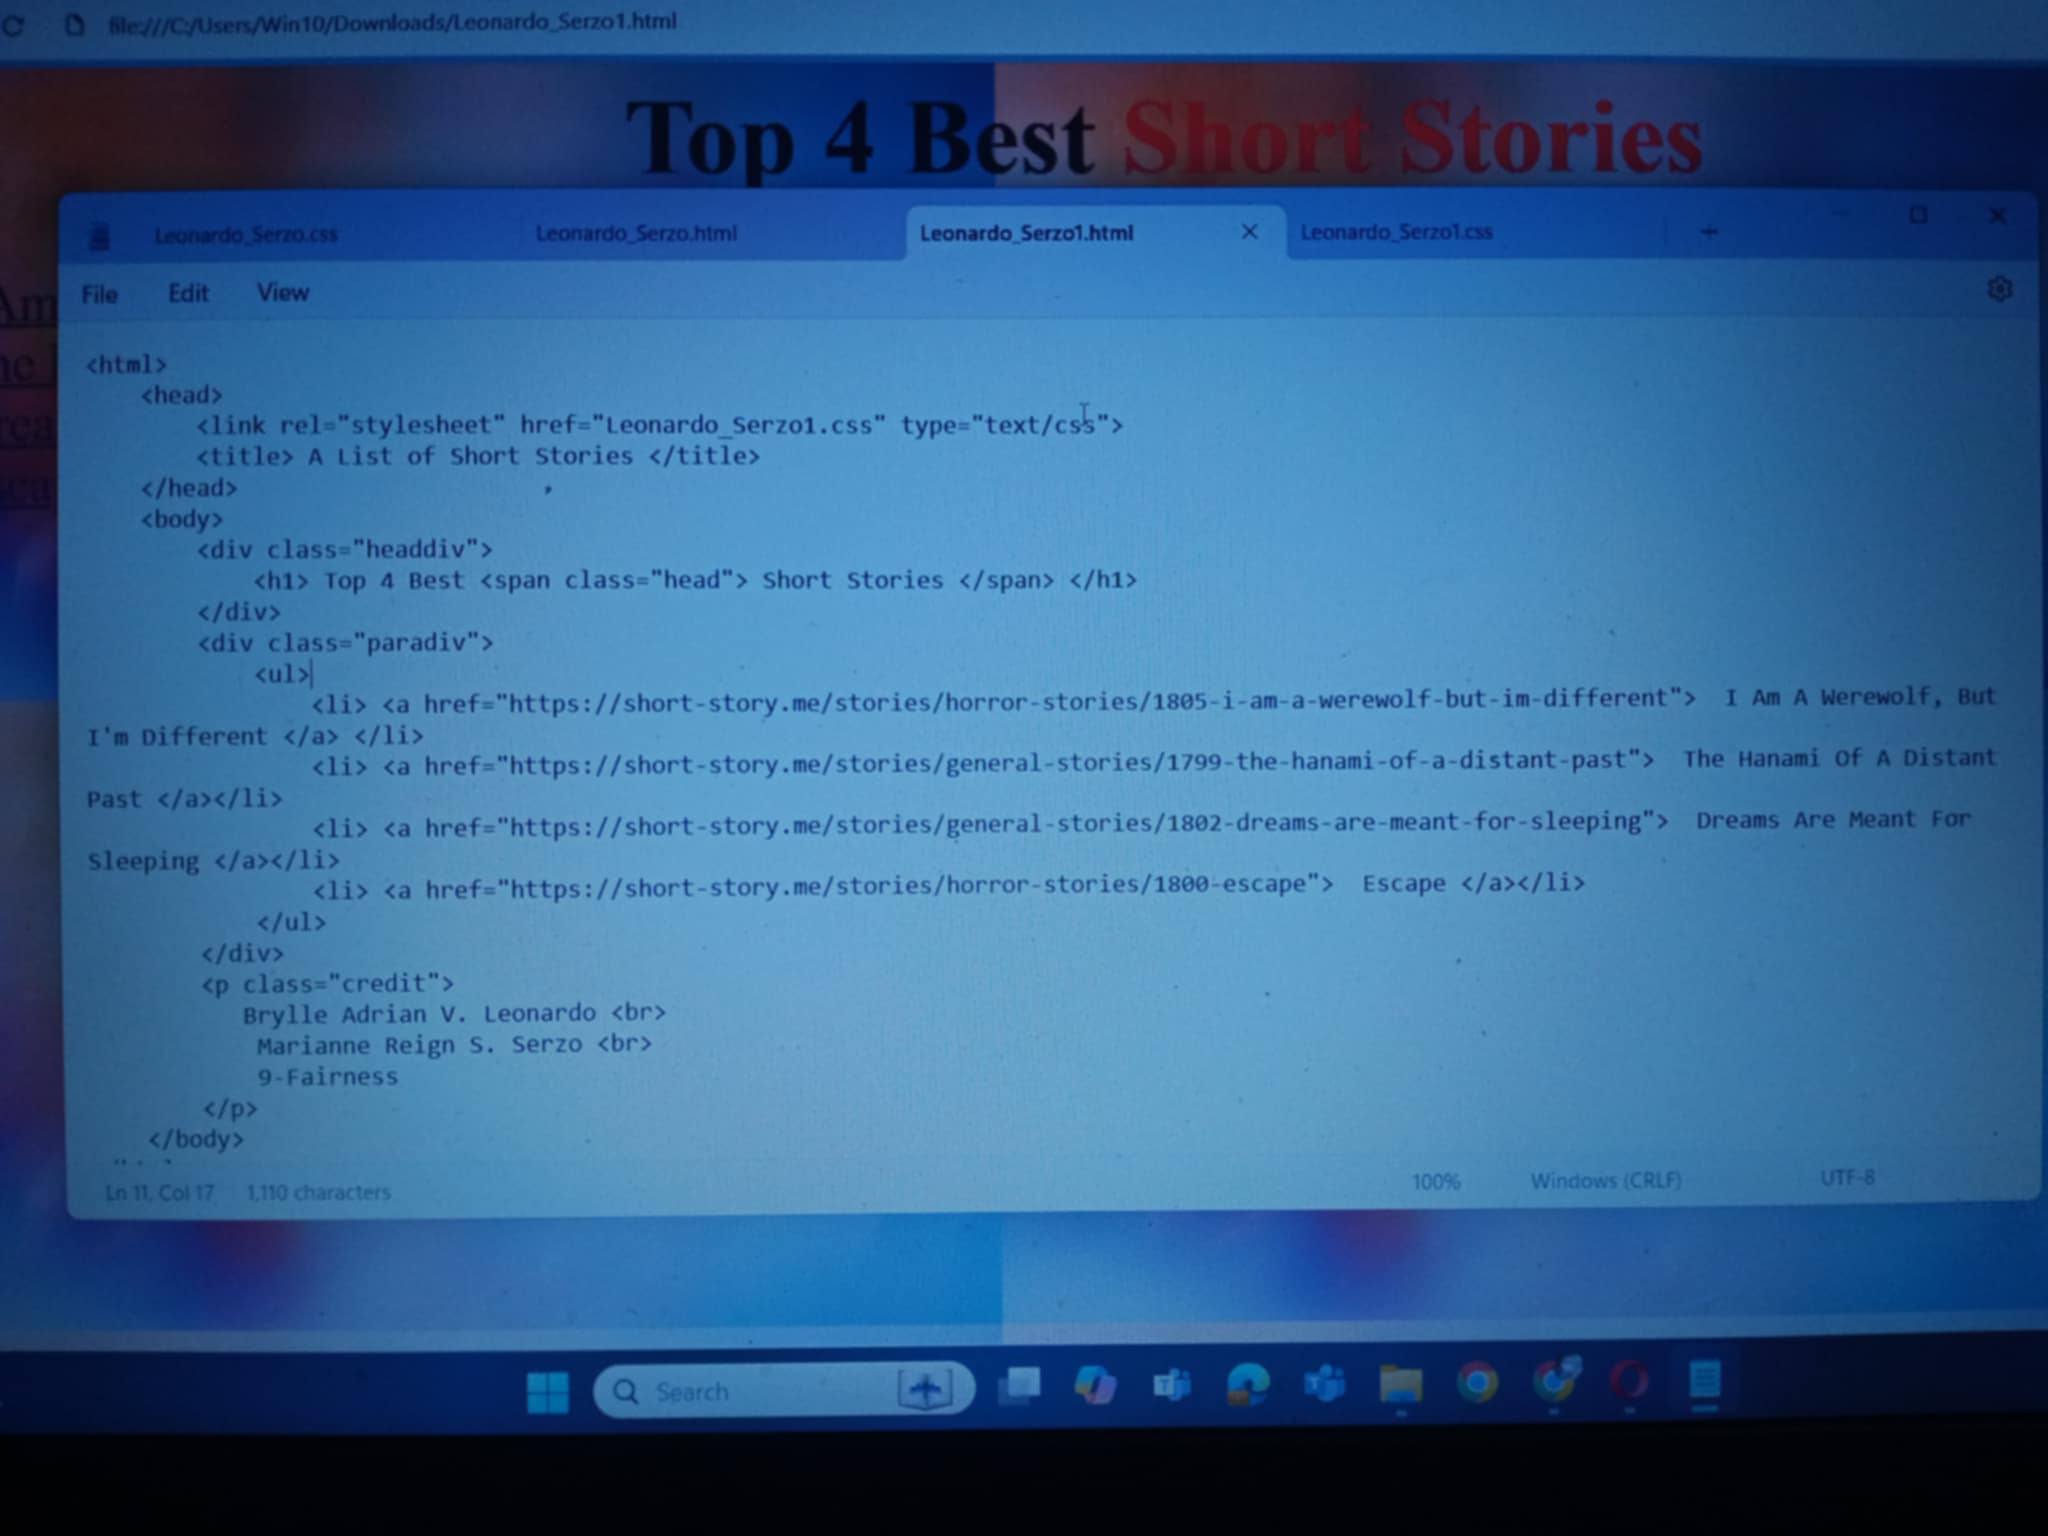 file:///C:/Users/Win10/Downloads/Leonardo_Serzo1.html
Top 4 Best Short Stories
Leonardo_Serzo.css
Leonardo_Serzo.html
Leonardo_Serzo1.html
Leonardo_Serzo1.css
File Edit View
<html>
<head>
<link rel="stylesheet" href="Leonardo_Serzo1.css" type="text/css">
<title> A List of Short Stories </title>
</head>
<body>
<div class="headdiv">
<h1> Top 4 Best <span class="head"> Short Stories </span> </h1>
</div>
<div class="paradiv">
<ul>
<li> <a href="https://short-story.me/stories/horror-stories/1805-i-am-a-werewolf-but-im-different">  I Am A Werewolf, But
I'm Different </a> </li>
<li> <a href="https://short-story.me/stories/general-stories/1799-the-hanami-of-a-distant-past">  The Hanami Of A Distant
Past </a></li>
<li> <a href="https://short-story.me/stories/general-stories/1802-dreams-are-meant-for-sleeping">  Dreams Are Meant For
Sleeping </a></li>
<li> <a href="https://short-story.me/stories/horror-stories/1800-escape">  Escape </a></li>
</ul>
</div>
<p class="credit">
Brylle Adrian V. Leonardo <br>
Marianne Reign S. Serzo <br>
9-Fairness
</p>
</body>
Ln 11, Col 17 1,110 characters 100% Windows (CRLF) UTF-8
Search